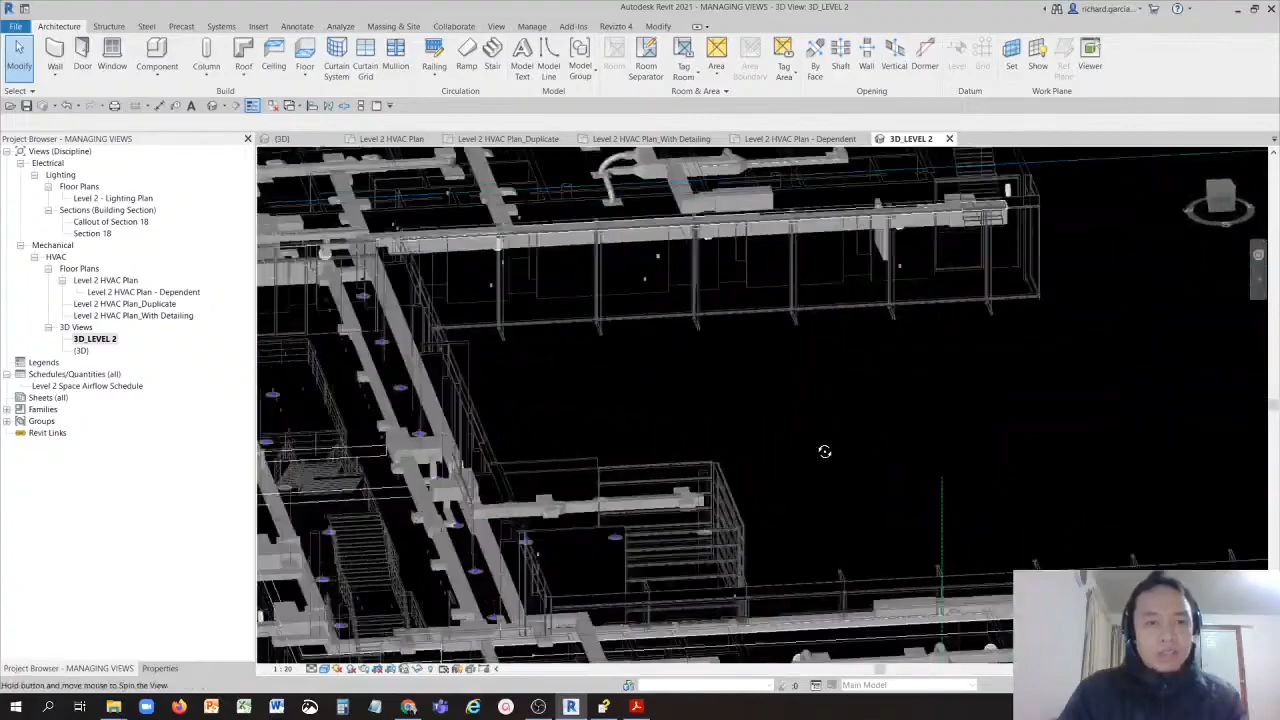 Autodesk Revit 2021 - MANAGING VIEWS - 3D View: 3D_LEVEL 2
richard.garcia...
File Architecture Structure Steel Precast Systems Insert Annotate Analyze Massing & Site Collaborate View Manage Add-Ins Revizto 4 Modify
Modify Wall Door Window Component Column Roof Ceiling Floor Curtain System Curtain Grid Mullion Railing Ramp Stair Model Text Model Line Model Group Room Room Separator Tag Room Area Area Boundary Tag Area By Face Shaft Wall Vertical Dormer Level Grid Set Show Ref Plane Viewer
Select Build Circulation Model Room & Area Opening Datum Work Plane
Project Browser - MANAGING VIEWS
{3D} Level 2 HVAC Plan Level 2 HVAC Plan_Duplicate Level 2 HVAC Plan_With Detailing Level 2 HVAC Plan - Dependent 3D_LEVEL 2
Views (Discipline)
Electrical
Lighting
Floor Plans
Level 2 - Lighting Plan
Sections (Building Section)
Callout of Section 18
Section 18
Mechanical
HVAC
Floor Plans
Level 2 HVAC Plan
Level 2 HVAC Plan - Dependent
Level 2 HVAC Plan_Duplicate
Level 2 HVAC Plan_With Detailing
3D Views
3D_LEVEL 2
{3D}
Legends
Schedules/Quantities (all)
Level 2 Space Airflow Schedule
Sheets (all)
Families
Groups
Revit Links
Project Browser - MANAGING VIEWS Properties
1 : 20
Hold button and move mouse to Spin the View
:0
Main Model